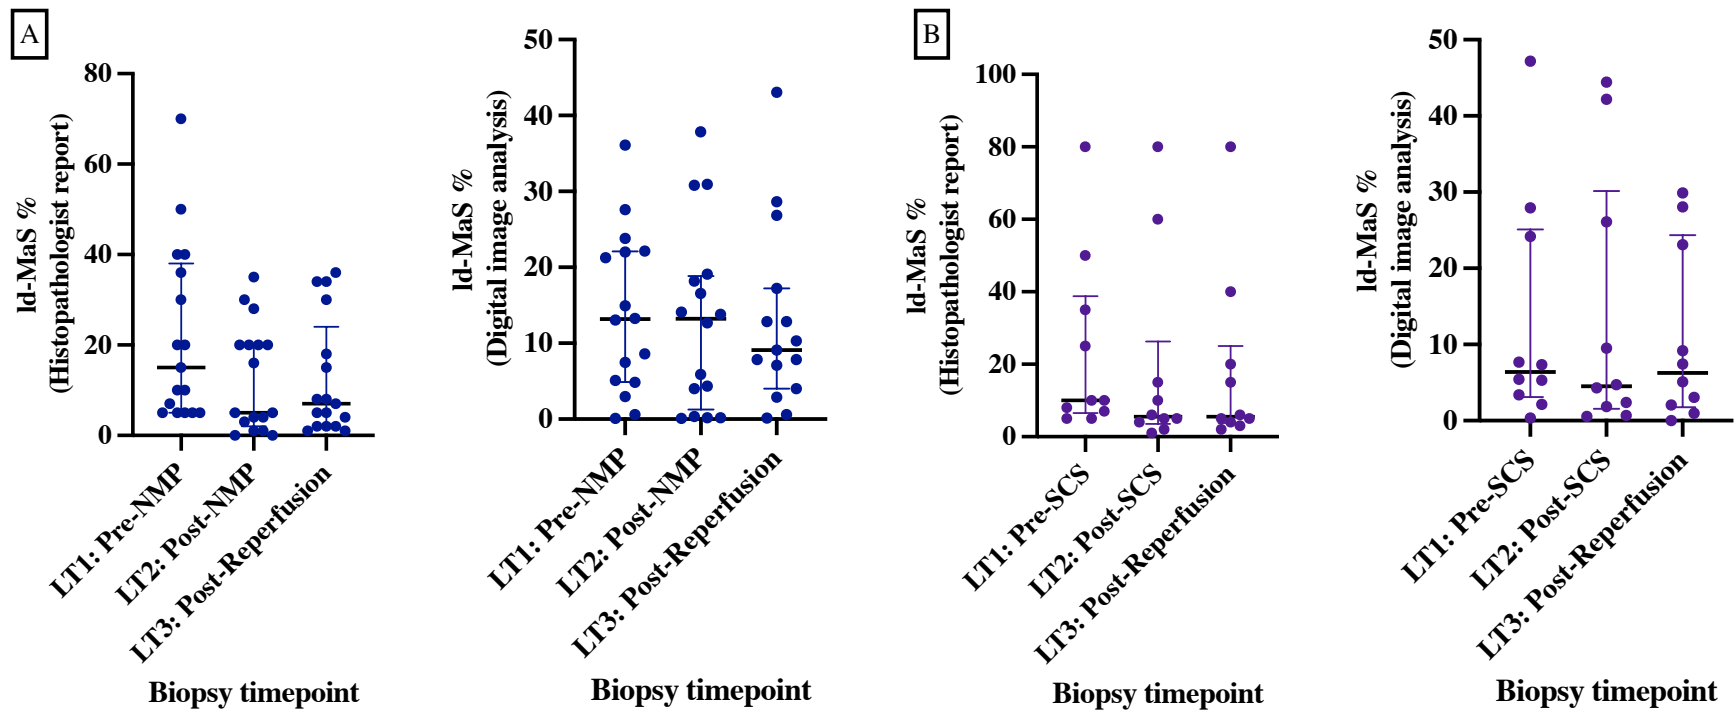 A
80
60
40
20
0
ld-MaS %
(Histopathologist report)
LT1: Pre-NMP
LT2: Post-NMP
LT3: Post-Reperfusion
Biopsy timepoint
50
40
30
20
10
0
ld-MaS %
(Digital image analysis)
LT1: Pre-NMP
LT2: Post-NMP
LT3: Post-Reperfusion
Biopsy timepoint
B
100
80
60
40
20
0
ld-MaS %
(Histopathologist report)
LT1: Pre-SCS
LT2: Post-SCS
LT3: Post-Reperfusion
Biopsy timepoint
50
40
30
20
10
0
ld-MaS %
(Digital image analysis)
LT1: Pre-SCS
LT2: Post-SCS
LT3: Post-Reperfusion
Biopsy timepoint